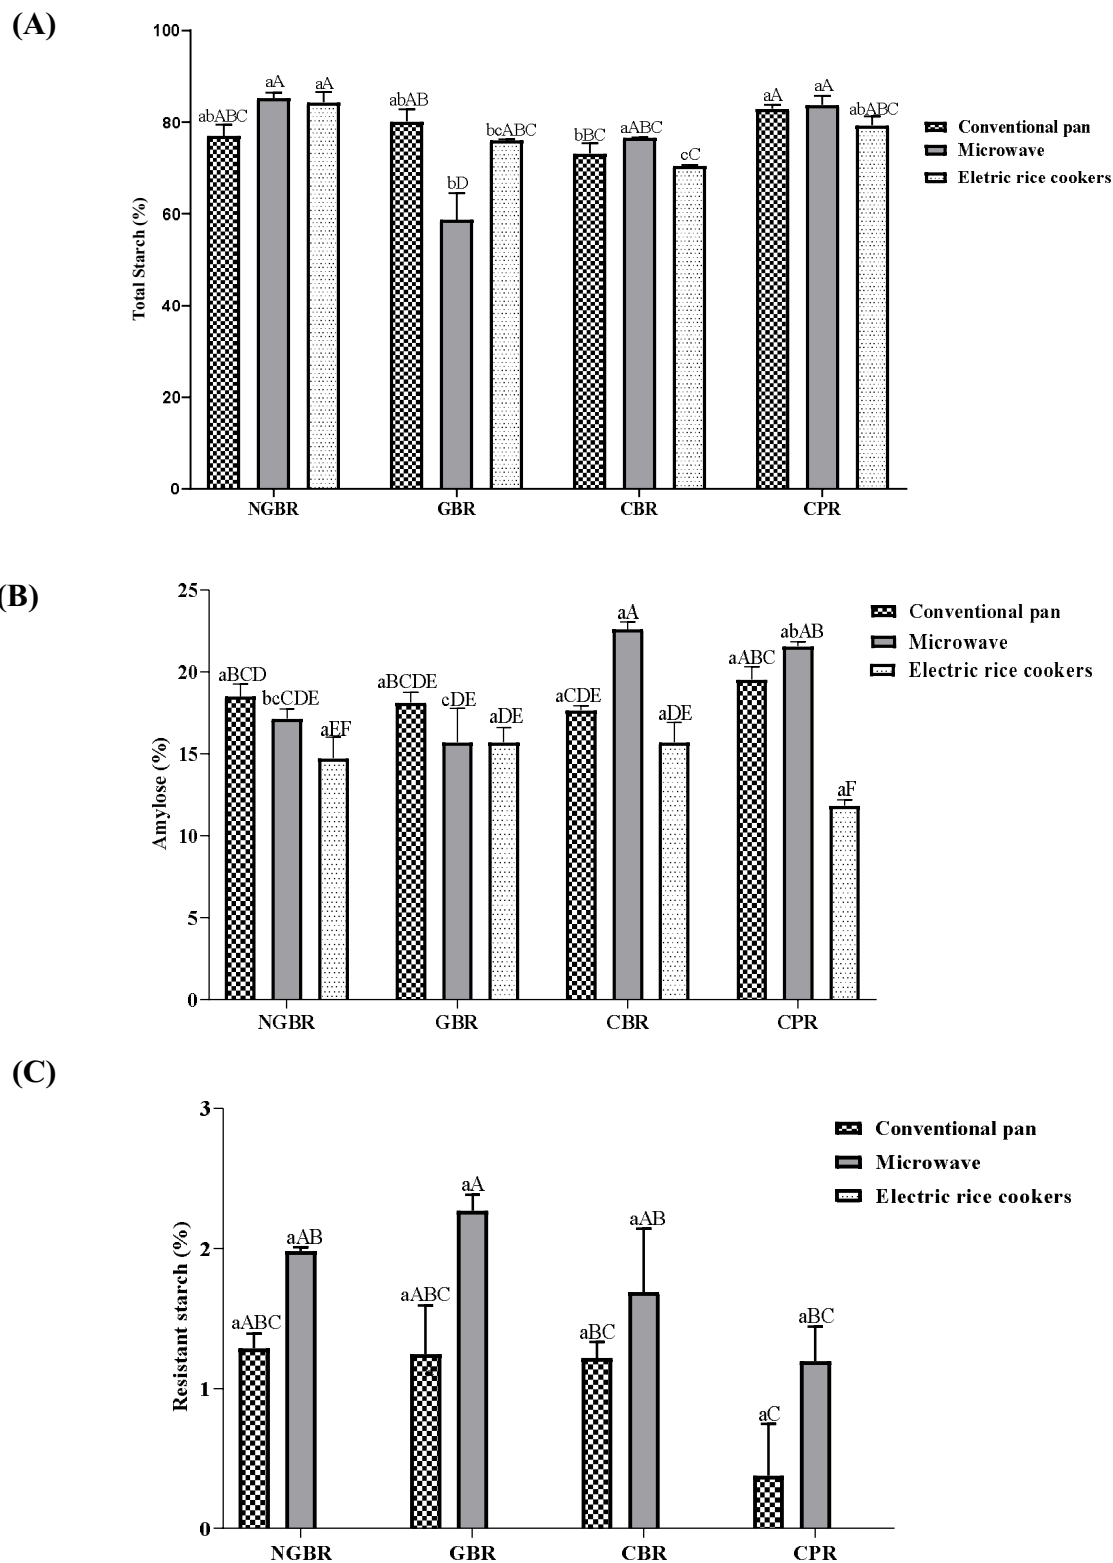 (A)
100
80
60
40
20
0
Total Starch (%)
abABC
aA
aA
abAB
bD
bcABC
bBC
aABC
cC
aA
aA
abABC
NGBR
GBR
CBR
CPR
Conventional pan
Microwave
Eletric rice cookers
(B)
25
20
15
10
5
0
Amylose (%)
aBCD
bcCDE
aEF
aBCDE
cDE
aDE
aCDE
aA
aDE
aABC
abAB
aF
NGBR
GBR
CBR
CPR
Conventional pan
Microwave
Electric rice cookers
(C)
3
2
1
0
Resistant starch (%)
aABC
aAB
aABC
aA
aBC
aAB
aC
aBC
NGBR
GBR
CBR
CPR
Conventional pan
Microwave
Electric rice cookers